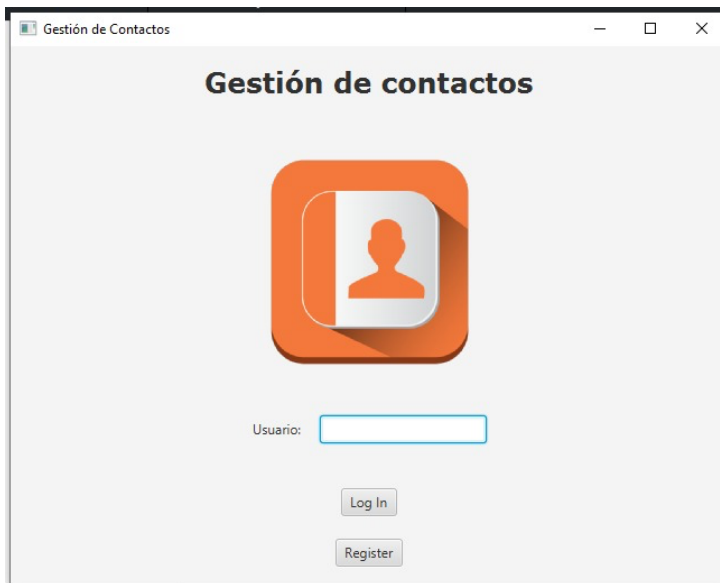 Gestión de Contactos
Gestión de contactos
Usuario:
Log In
Register